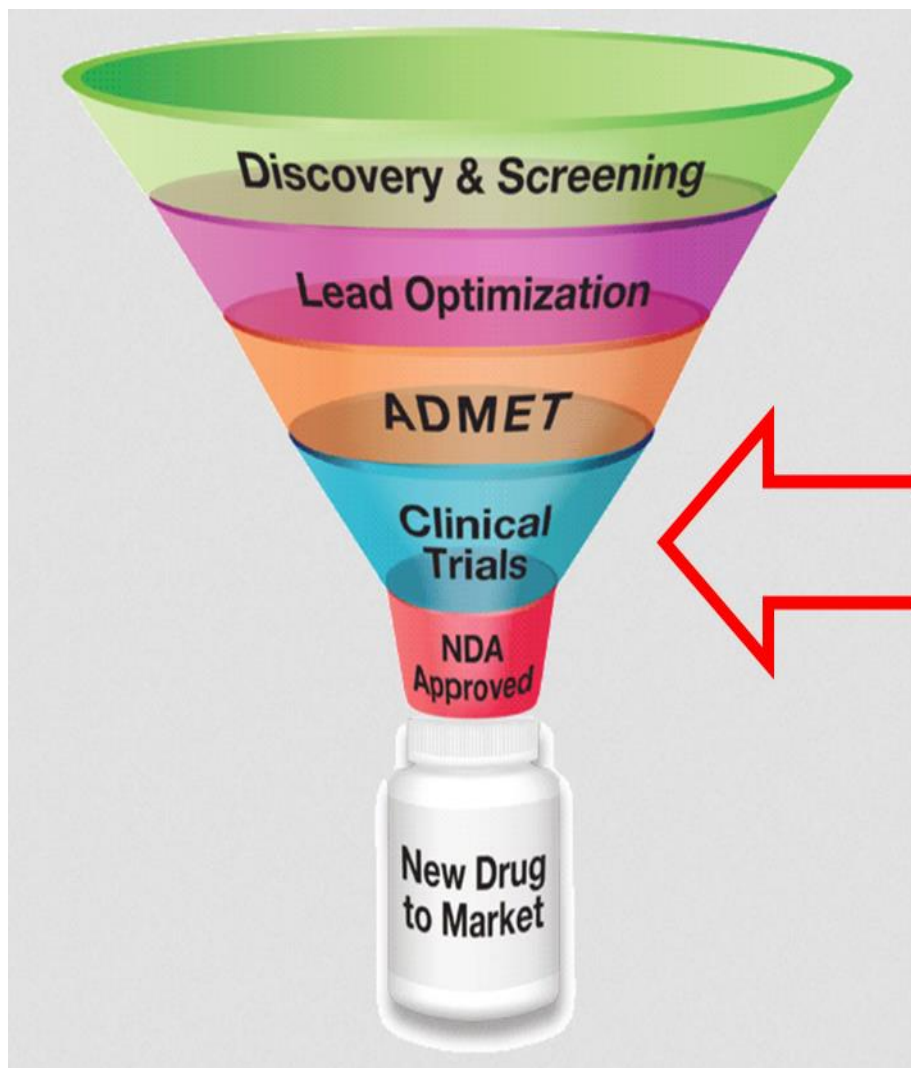 Discovery & Screening
Lead Optimization
ADMET
Clinical
Trials
NDA
Approved
New Drug
to Market